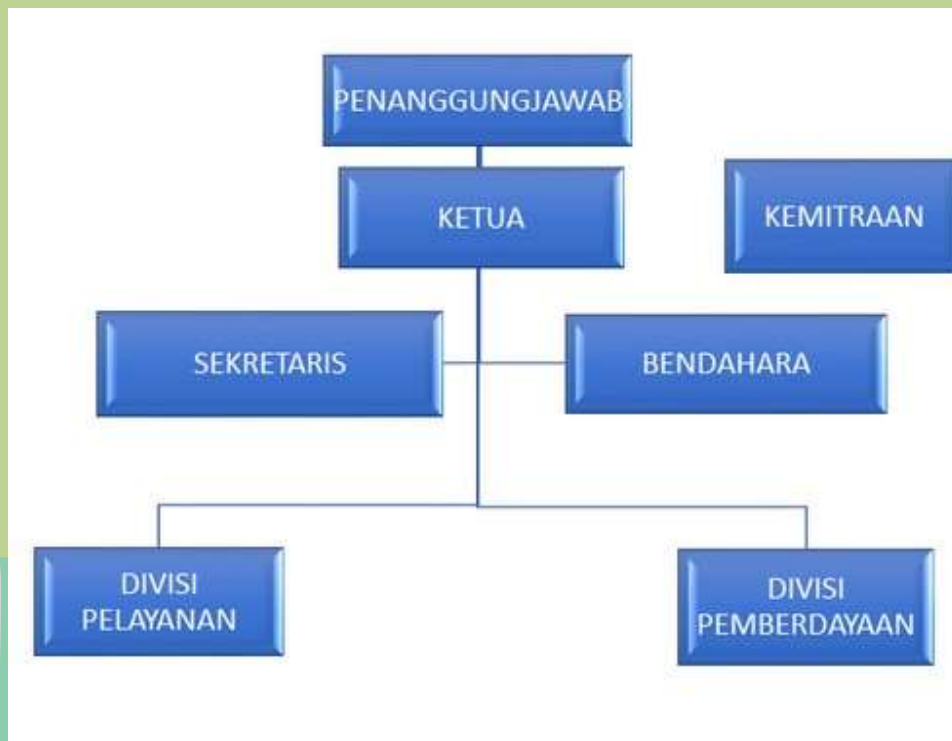 PENANGGUNGJAWAB
KETUA
KEMITRAAN
SEKRETARIS
BENDAHARA
DIVISI
PELAYANAN
DIVISI
PEMBERDAYAAN